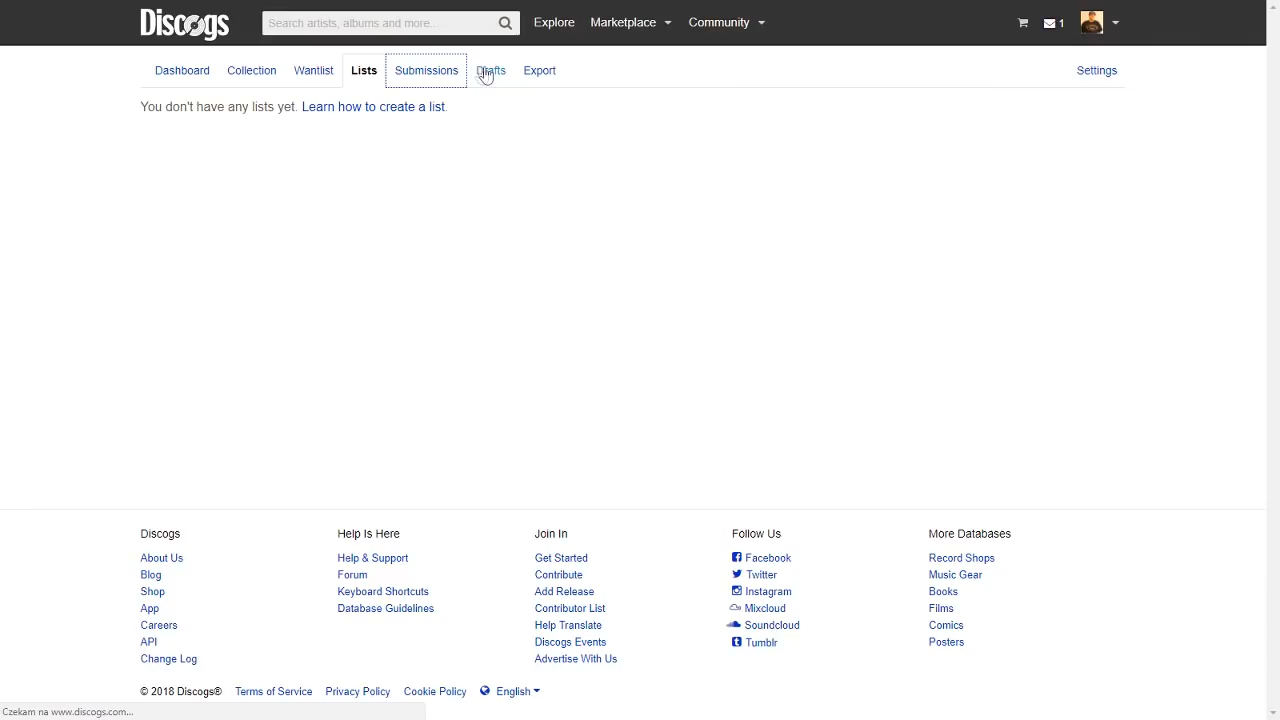 Discogs Search artists, albums and more... Explore Marketplace Community 1
Dashboard Collection Wantlist Lists Submissions Drafts Export Settings
You don't have any lists yet. Learn how to create a list.
Discogs Help Is Here Join In Follow Us More Databases
About Us Help & Support Get Started Facebook Record Shops
Blog Forum Contribute Twitter Music Gear
Shop Keyboard Shortcuts Add Release Instagram Books
App Database Guidelines Contributor List Mixcloud Films
Careers Help Translate Soundcloud Comics
API Discogs Events Tumblr Posters
Change Log Advertise With Us
© 2018 Discogs® Terms of Service Privacy Policy Cookie Policy English
Czekam na www.discogs.com...